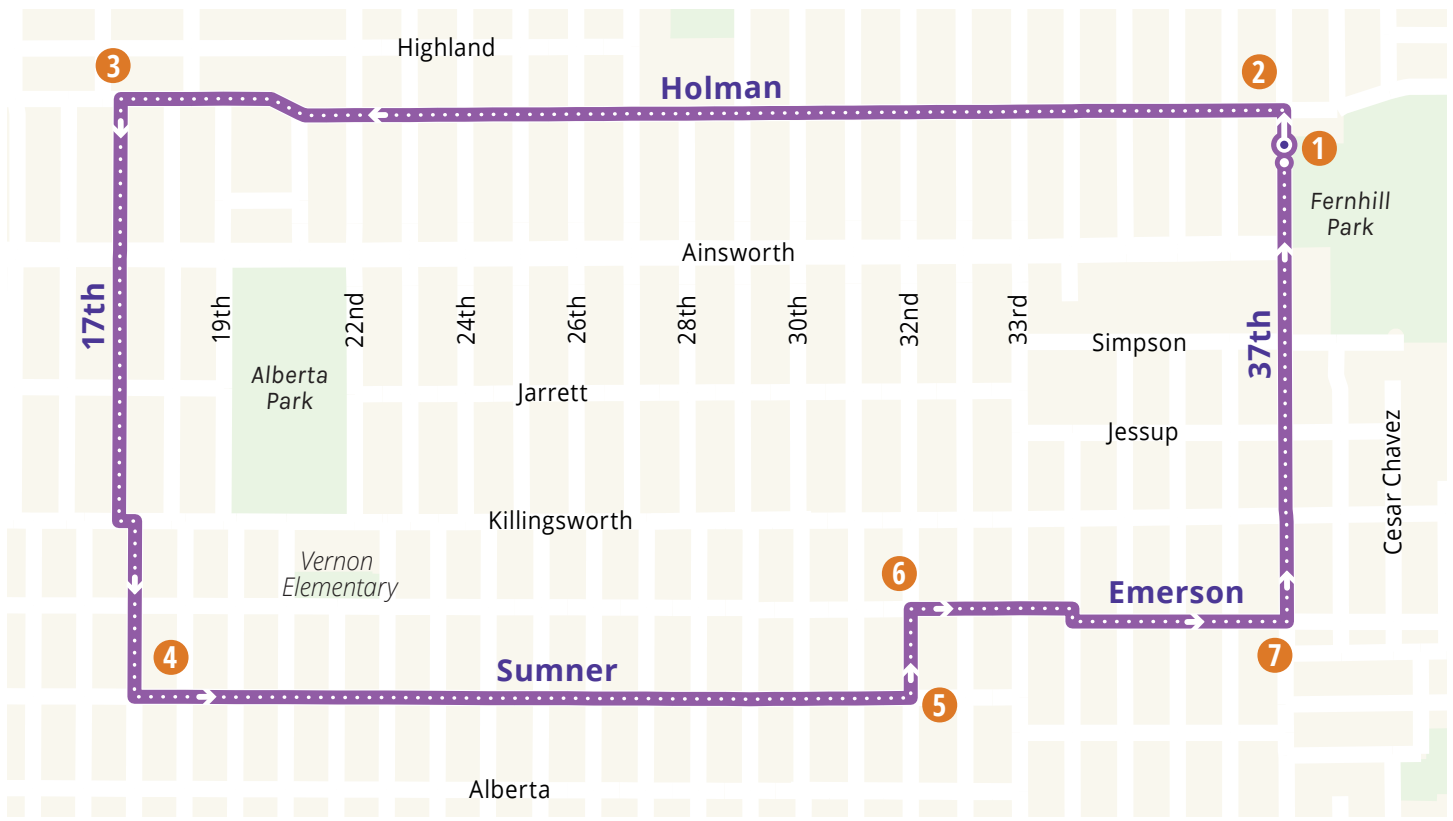 Highland
3
2
Holman
1
Fernhill
Park
Ainsworth
17th
19th
22nd
24th
26th
28th
30th
32nd
33rd
37th
Simpson
Alberta
Park
Jarrett
Jessup
Cesar Chavez
Killingsworth
Vernon
Elementary
6
Emerson
4
Sumner
7
5
Alberta